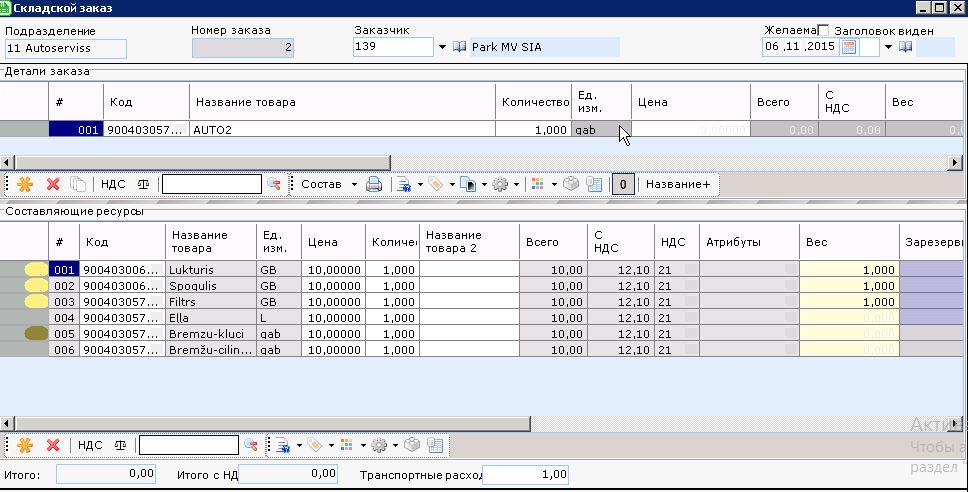 Складской заказ
Подразделение Номер заказа Заказчик Желаема Заголовок виден
11 Autoserviss 2 139 Park MV SIA 06 ,11 ,2015
Детали заказа
# Код Название товара Количество Ед. изм. Цена Всего С НДС Вес
001 900403057... AUTO2 1,000 gab 0,00000 0,00 0,00 0,0
НДС Состав 0 Название+
Составляющие ресурсы
# Код Название товара Ед. изм. Цена Количе Название товара 2 Всего С НДС НДС Атрибуты Вес Зарезерви
001 900403006... Lukturis GB 10,00000 1,000 10,00 12,10 21 1,000
002 900403006... Spogulis GB 10,00000 1,000 10,00 12,10 21 1,000
003 900403057... Filtrs GB 10,00000 1,000 10,00 12,10 21 1,000
004 900403057... Ella L 10,00000 1,000 10,00 12,10 21 0,000
005 900403057... Bremzu-kluci gab 10,00000 1,000 10,00 12,10 21 0,000
006 900403057... Bremžu-cilin... gab 10,00000 1,000 10,00 12,10 21 0,000
НДС
Актив
Чтобы а
раздел "
Итого: 0,00 Итого с НД 0,00 Транспортные расход 1,00